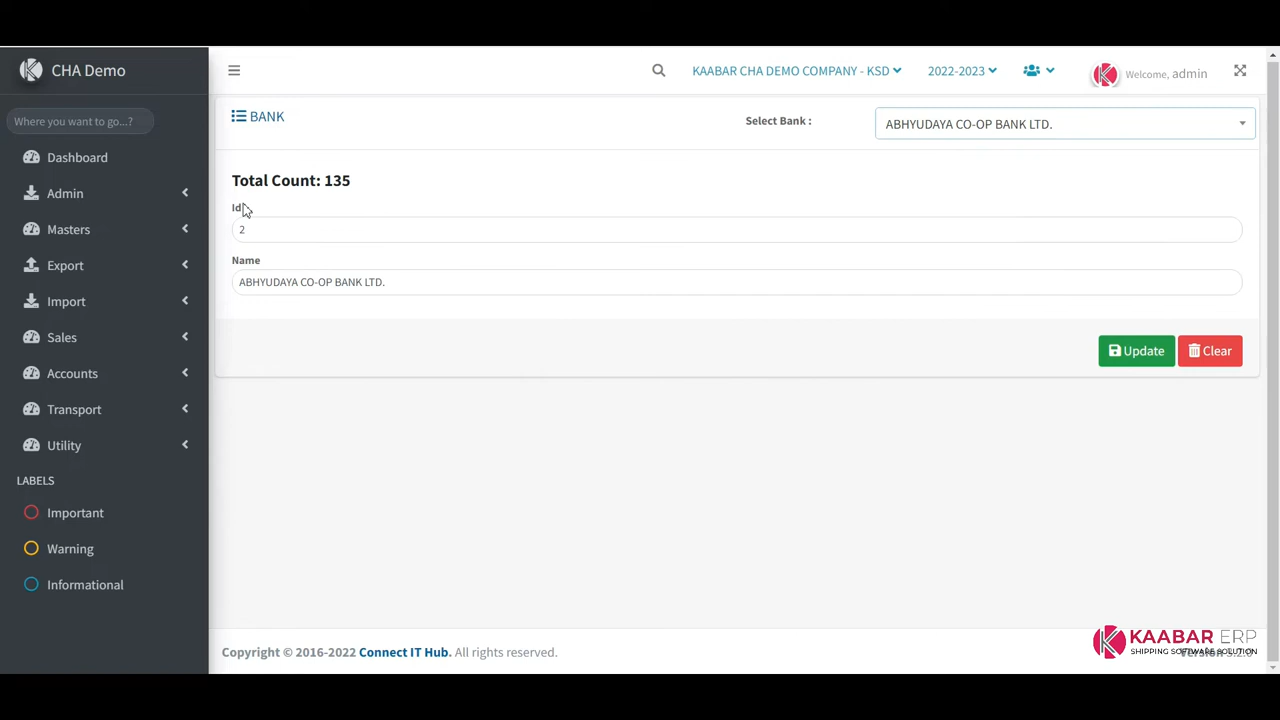 CHA Demo
KAABAR CHA DEMO COMPANY - KSD
2022-2023
Welcome, admin
Where you want to go...?
BANK
Select Bank :
ABHYUDAYA CO-OP BANK LTD.
Dashboard
Admin
Masters
Export
Import
Sales
Accounts
Transport
Utility
LABELS
Important
Warning
Informational
Total Count: 135
Id
2
Name
ABHYUDAYA CO-OP BANK LTD.
Update
Clear
Copyright © 2016-2022 Connect IT Hub. All rights reserved.
KAABAR ERP
SHIPPING SOFTWARE SOLUTION